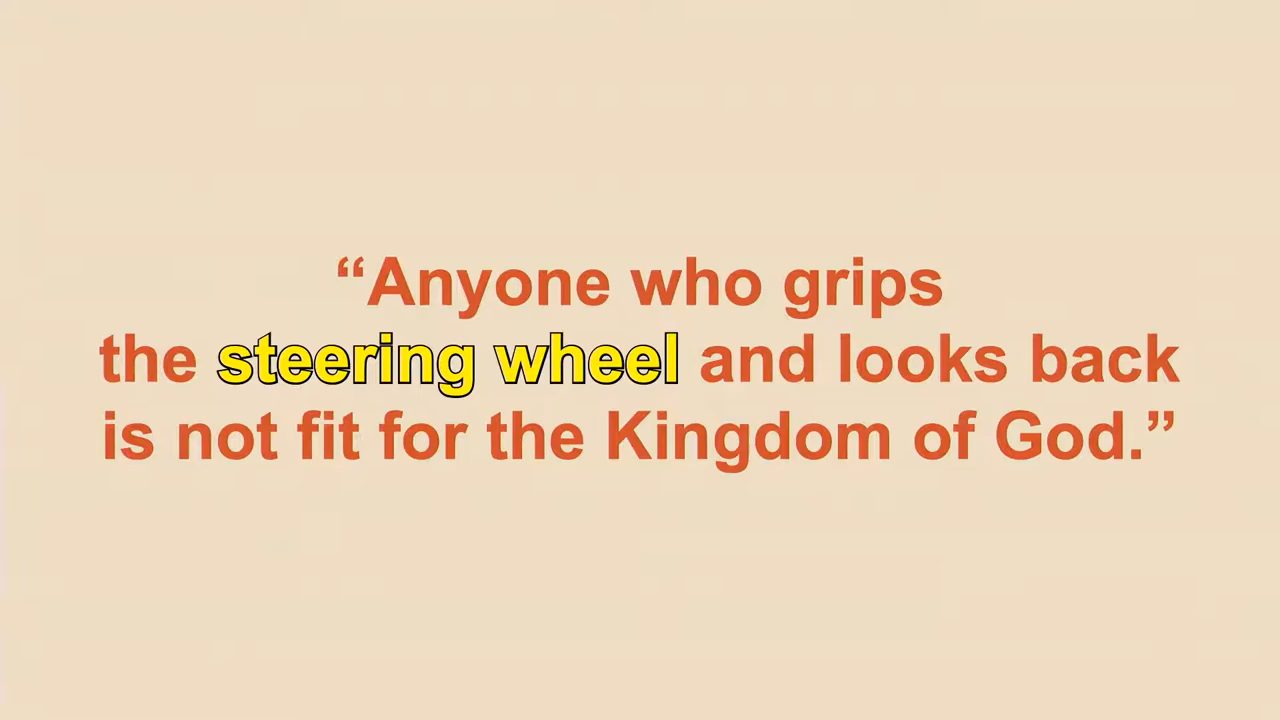 “Anyone who grips
the steering wheel and looks back
is not fit for the Kingdom of God.”